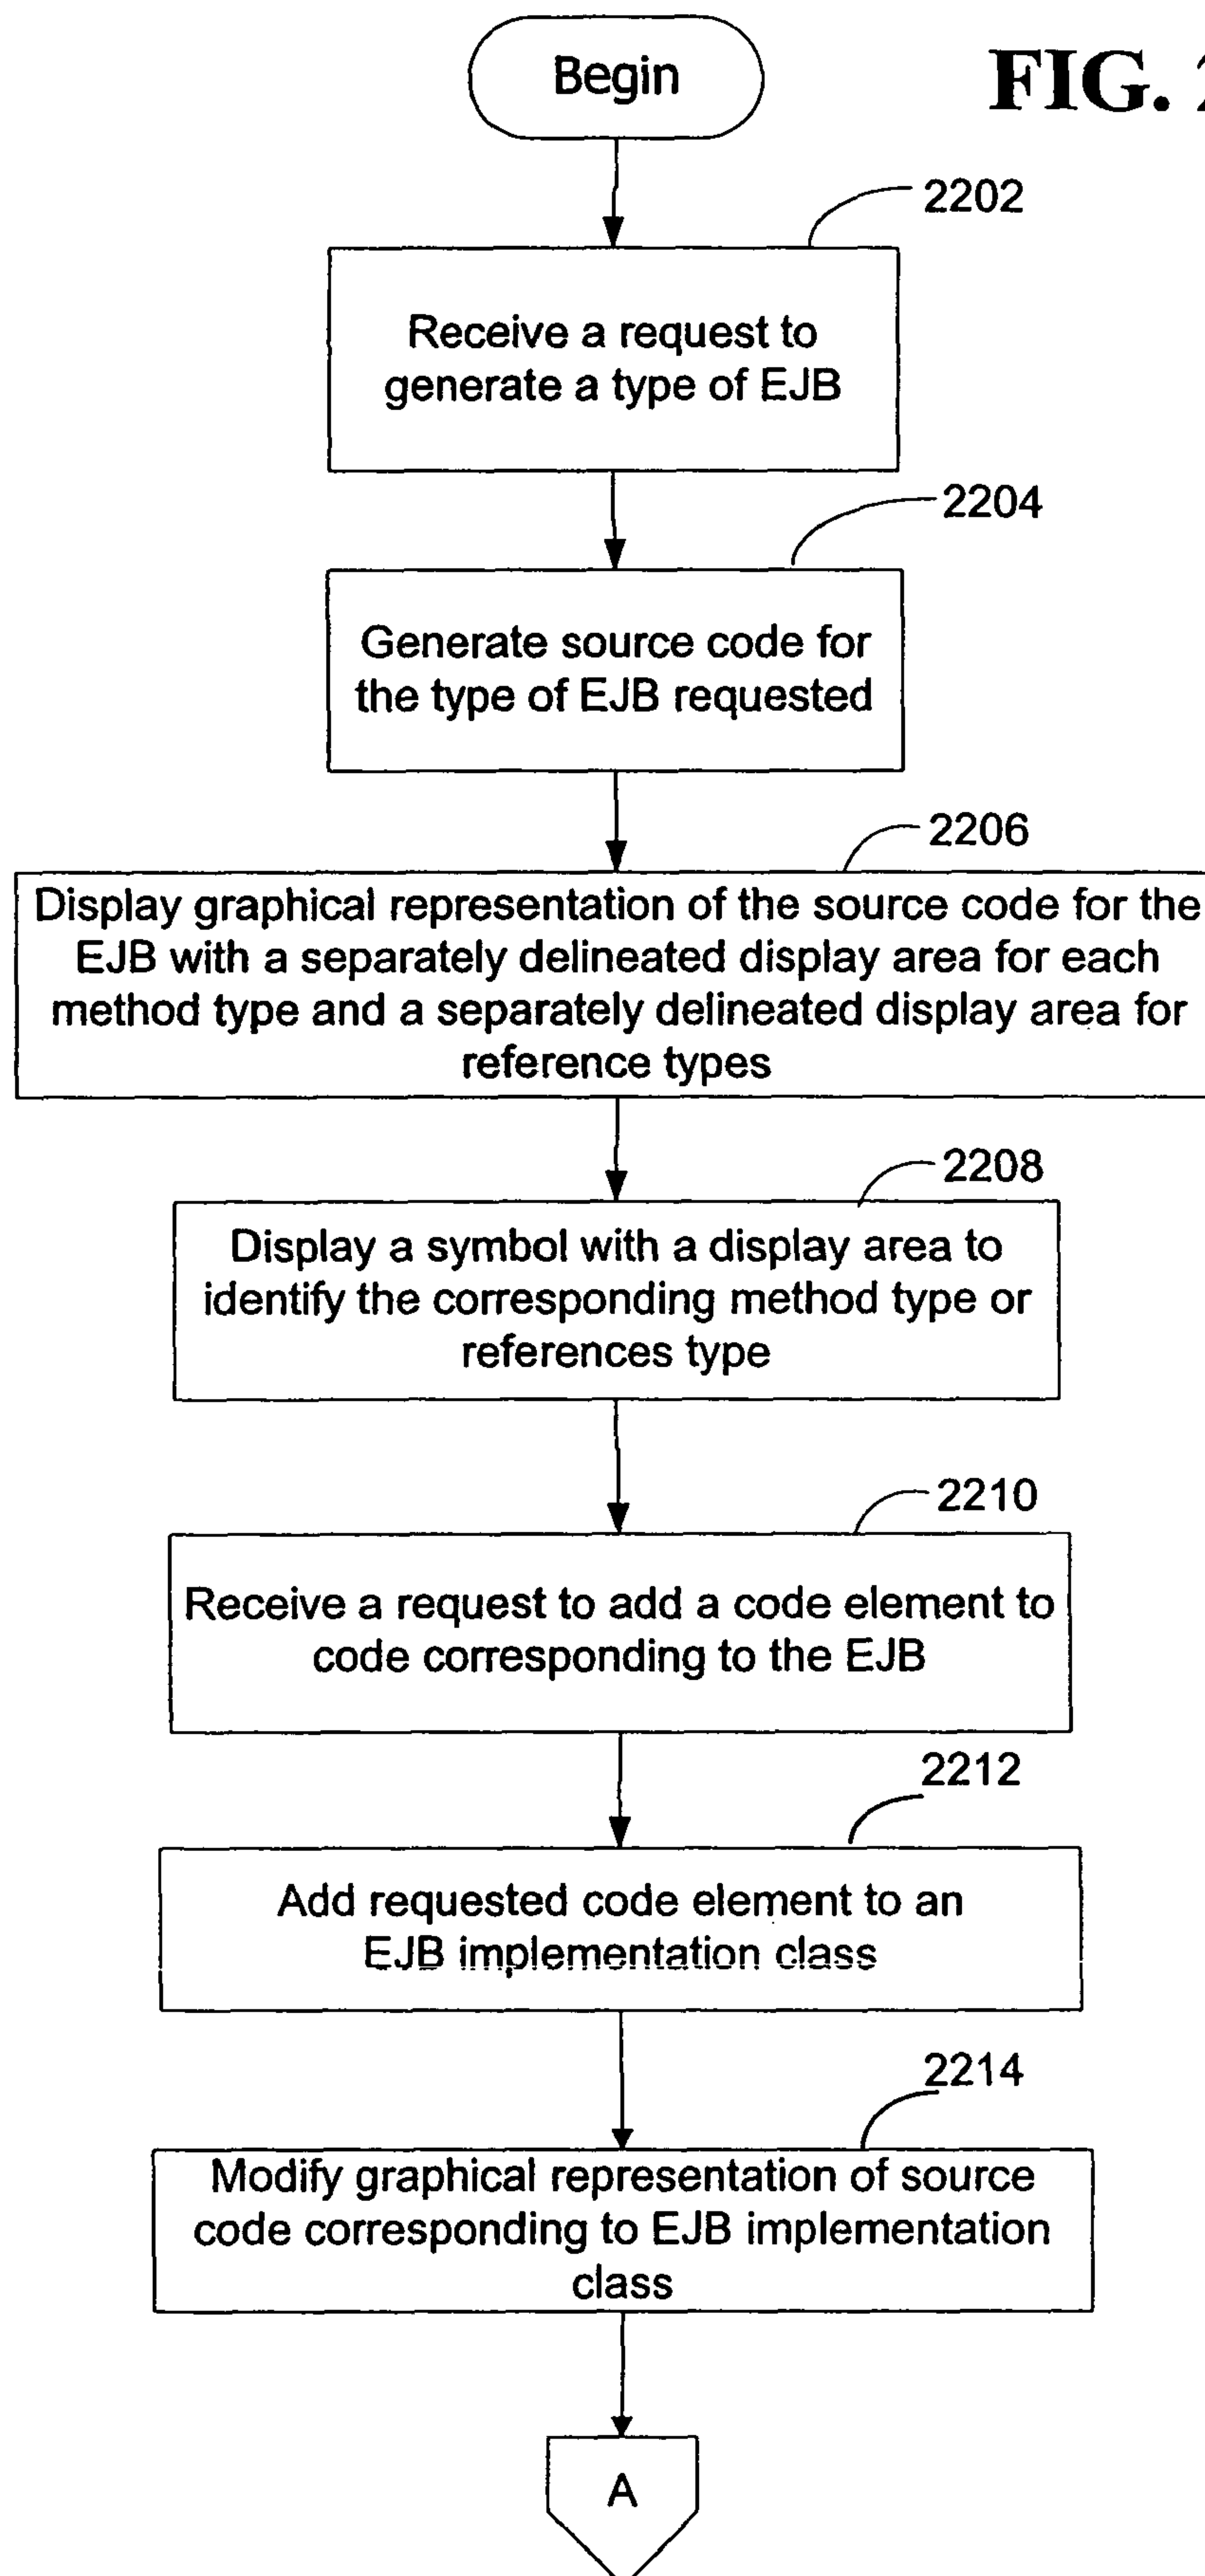 Begin
FIG. 2
2202
Receive a request to
generate a type of EJB
2204
Generate source code for
the type of EJB requested
2206
Display graphical representation of the source code for the
EJB with a separately delineated display area for each
method type and a separately delineated display area for
reference types
2208
Display a symbol with a display area to
identify the corresponding method type or
references type
2210
Receive a request to add a code element to
code corresponding to the EJB
2212
Add requested code element to an
EJB implementation class
2214
Modify graphical representation of source
code corresponding to EJB implementation
class
A